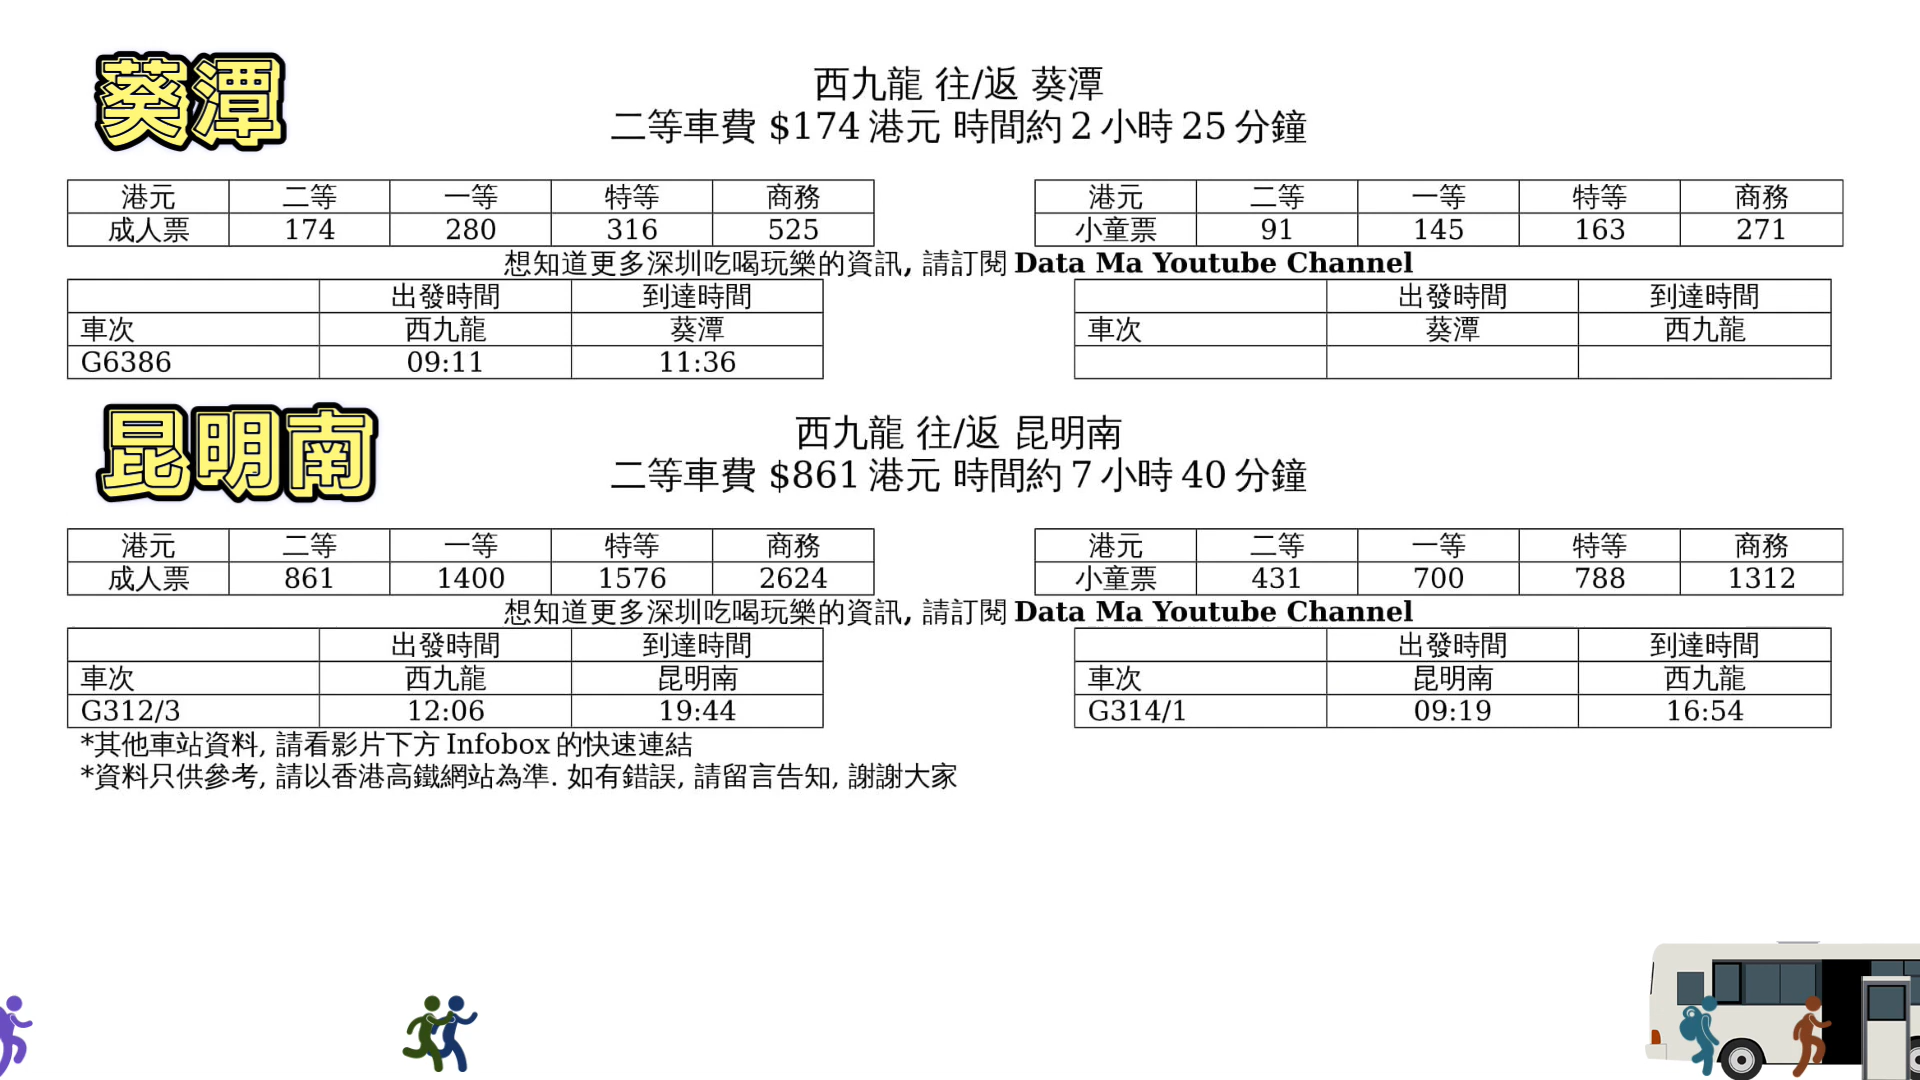 葵潭
西九龍 往/返 葵潭
二等車費 $174 港元 時間約 2 小時 25 分鐘
港元 二等 一等 特等 商務
成人票 174 280 316 525
港元 二等 一等 特等 商務
小童票 91 145 163 271
想知道更多深圳吃喝玩樂的資訊, 請訂閱 Data Ma Youtube Channel
出發時間 到達時間
車次 西九龍 葵潭
G6386 09:11 11:36
出發時間 到達時間
車次 葵潭 西九龍
昆明南
西九龍 往/返 昆明南
二等車費 $861 港元 時間約 7 小時 40 分鐘
港元 二等 一等 特等 商務
成人票 861 1400 1576 2624
港元 二等 一等 特等 商務
小童票 431 700 788 1312
想知道更多深圳吃喝玩樂的資訊, 請訂閱 Data Ma Youtube Channel
出發時間 到達時間
車次 西九龍 昆明南
G312/3 12:06 19:44
出發時間 到達時間
車次 昆明南 西九龍
G314/1 09:19 16:54
*其他車站資料, 請看影片下方 Infobox 的快速連結
*資料只供參考, 請以香港高鐵網站為準. 如有錯誤, 請留言告知, 謝謝大家